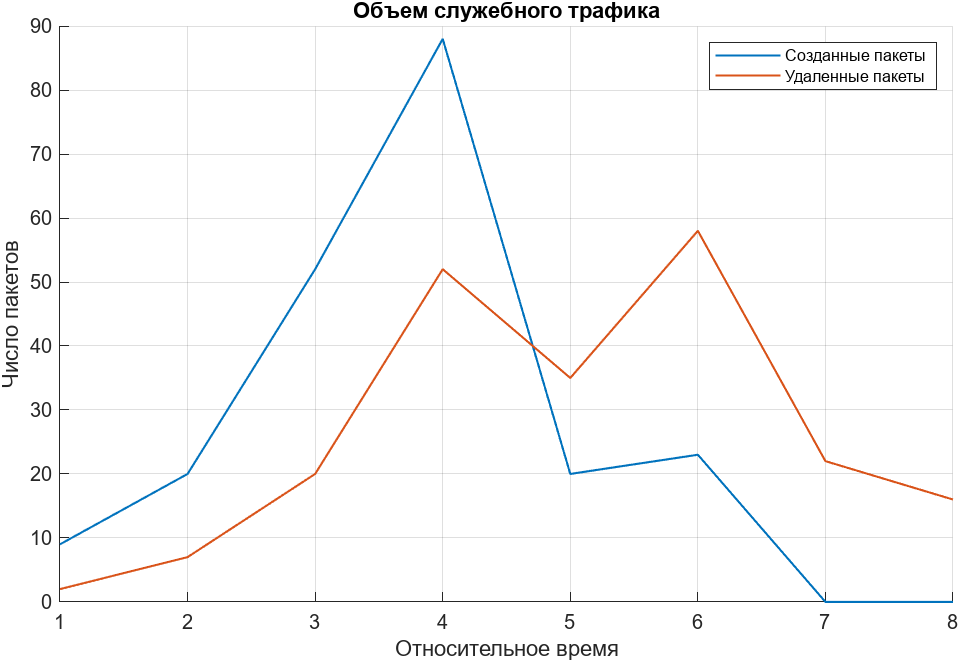 Объем служебного трафика
Созданные пакеты
Удаленные пакеты
Число пакетов
90
80
70
60
50
40
30
20
10
0
1 2 3 4 5 6 7 8
Относительное время